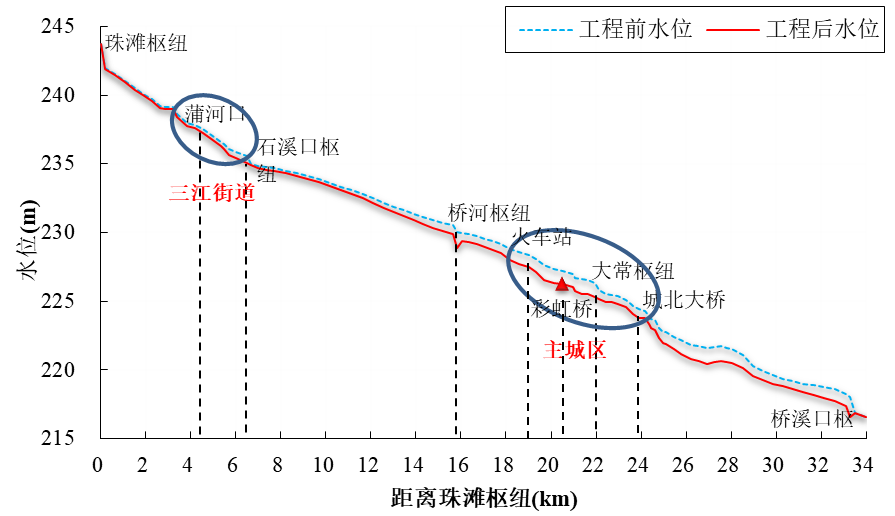 工程前水位
工程后水位
245
240
235
230
225
220
215
水位(m)
珠滩枢纽
蒲河口
石溪口枢
纽
三江街道
桥河枢纽
火车站
大常枢纽
彩虹桥
城北大桥
主城区
桥溪口枢
0
2
4
6
8
10
12
14
16
18
20
22
24
26
28
30
32
34
距离珠滩枢纽(km)